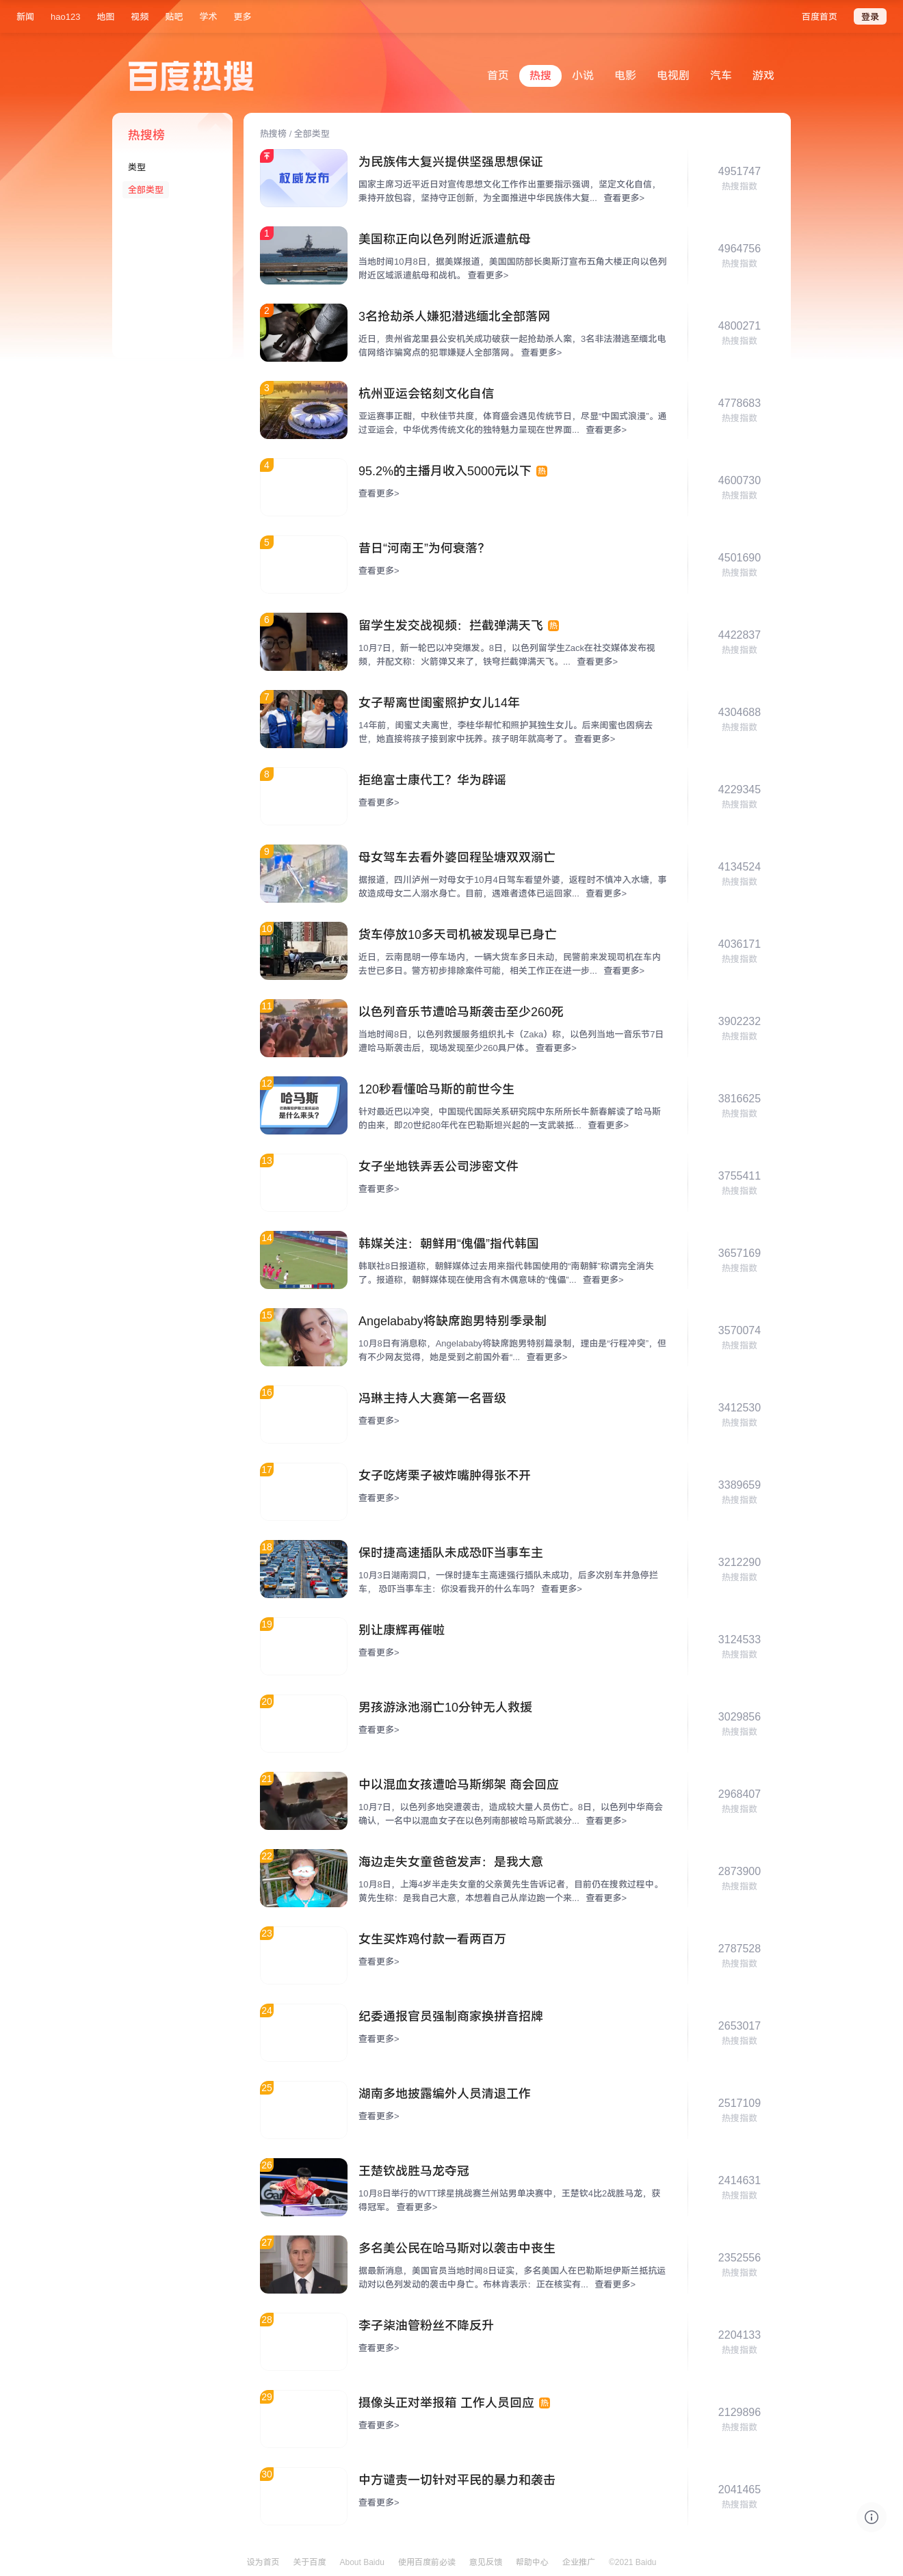 新闻 hao123 地图 视频 贴吧 学术 更多 百度首页 登录
百度热搜
首页 热搜 小说 电影 电视剧 汽车 游戏
热搜榜
类型
全部类型
热搜榜 / 全部类型
权威发布
为民族伟大复兴提供坚强思想保证
国家主席习近平近日对宣传思想文化工作作出重要指示强调，坚定文化自信，
秉持开放包容，坚持守正创新，为全面推进中华民族伟大复... 查看更多>
4951747
热搜指数
1
美国称正向以色列附近派遣航母
当地时间10月8日，据美媒报道，美国国防部长奥斯汀宣布五角大楼正向以色列
附近区域派遣航母和战机。 查看更多>
4964756
热搜指数
2
3名抢劫杀人嫌犯潜逃缅北全部落网
近日，贵州省龙里县公安机关成功破获一起抢劫杀人案，3名非法潜逃至缅北电
信网络诈骗窝点的犯罪嫌疑人全部落网。 查看更多>
4800271
热搜指数
3
杭州亚运会铭刻文化自信
亚运赛事正酣，中秋佳节共度，体育盛会遇见传统节日，尽显“中国式浪漫”。通
过亚运会，中华优秀传统文化的独特魅力呈现在世界面... 查看更多>
4778683
热搜指数
4
95.2%的主播月收入5000元以下 热
查看更多>
4600730
热搜指数
5
昔日“河南王”为何衰落？
查看更多>
4501690
热搜指数
6
留学生发交战视频：拦截弹满天飞 热
10月7日，新一轮巴以冲突爆发。8日，以色列留学生Zack在社交媒体发布视
频，并配文称：火箭弹又来了，铁穹拦截弹满天飞。... 查看更多>
4422837
热搜指数
7
女子帮离世闺蜜照护女儿14年
14年前，闺蜜丈夫离世，李桂华帮忙和照护其独生女儿。后来闺蜜也因病去
世，她直接将孩子接到家中抚养。孩子明年就高考了。 查看更多>
4304688
热搜指数
8
拒绝富士康代工？华为辟谣
查看更多>
4229345
热搜指数
9
母女驾车去看外婆回程坠塘双双溺亡
据报道，四川泸州一对母女于10月4日驾车看望外婆，返程时不慎冲入水塘，事
故造成母女二人溺水身亡。目前，遇难者遗体已运回家... 查看更多>
4134524
热搜指数
10
货车停放10多天司机被发现早已身亡
近日，云南昆明一停车场内，一辆大货车多日未动，民警前来发现司机在车内
去世已多日。警方初步排除案件可能，相关工作正在进一步... 查看更多>
4036171
热搜指数
11
以色列音乐节遭哈马斯袭击至少260死
当地时间8日，以色列救援服务组织扎卡（Zaka）称，以色列当地一音乐节7日
遭哈马斯袭击后，现场发现至少260具尸体。 查看更多>
3902232
热搜指数
12
哈马斯
是什么来头?
120秒看懂哈马斯的前世今生
针对最近巴以冲突，中国现代国际关系研究院中东所所长牛新春解读了哈马斯
的由来，即20世纪80年代在巴勒斯坦兴起的一支武装抵... 查看更多>
3816625
热搜指数
13
女子坐地铁弄丢公司涉密文件
查看更多>
3755411
热搜指数
14
韩媒关注：朝鲜用“傀儡”指代韩国
韩联社8日报道称，朝鲜媒体过去用来指代韩国使用的“南朝鲜”称谓完全消失
了。报道称，朝鲜媒体现在使用含有木偶意味的“傀儡”... 查看更多>
3657169
热搜指数
15
Angelababy将缺席跑男特别季录制
10月8日有消息称，Angelababy将缺席跑男特别篇录制，理由是“行程冲突”，但
有不少网友觉得，她是受到之前国外看“... 查看更多>
3570074
热搜指数
16
冯琳主持人大赛第一名晋级
查看更多>
3412530
热搜指数
17
女子吃烤栗子被炸嘴肿得张不开
查看更多>
3389659
热搜指数
18
保时捷高速插队未成恐吓当事车主
10月3日湖南洞口，一保时捷车主高速强行插队未成功，后多次别车并急停拦
车， 恐吓当事车主：你没看我开的什么车吗？ 查看更多>
3212290
热搜指数
19
别让康辉再催啦
查看更多>
3124533
热搜指数
20
男孩游泳池溺亡10分钟无人救援
查看更多>
3029856
热搜指数
21
中以混血女孩遭哈马斯绑架 商会回应
10月7日，以色列多地突遭袭击，造成较大量人员伤亡。8日，以色列中华商会
确认，一名中以混血女子在以色列南部被哈马斯武装分... 查看更多>
2968407
热搜指数
22
海边走失女童爸爸发声：是我大意
10月8日，上海4岁半走失女童的父亲黄先生告诉记者，目前仍在搜救过程中。
黄先生称：是我自己大意，本想着自己从岸边跑一个来... 查看更多>
2873900
热搜指数
23
女生买炸鸡付款一看两百万
查看更多>
2787528
热搜指数
24
纪委通报官员强制商家换拼音招牌
查看更多>
2653017
热搜指数
25
湖南多地披露编外人员清退工作
查看更多>
2517109
热搜指数
26
王楚钦战胜马龙夺冠
10月8日举行的WTT球星挑战赛兰州站男单决赛中，王楚钦4比2战胜马龙，获
得冠军。 查看更多>
2414631
热搜指数
27
多名美公民在哈马斯对以袭击中丧生
据最新消息，美国官员当地时间8日证实，多名美国人在巴勒斯坦伊斯兰抵抗运
动对以色列发动的袭击中身亡。布林肯表示：正在核实有... 查看更多>
2352556
热搜指数
28
李子柒油管粉丝不降反升
查看更多>
2204133
热搜指数
29
摄像头正对举报箱 工作人员回应 热
查看更多>
2129896
热搜指数
30
中方谴责一切针对平民的暴力和袭击
查看更多>
2041465
热搜指数
设为首页 关于百度 About Baidu 使用百度前必读 意见反馈 帮助中心 企业推广 ©2021 Baidu